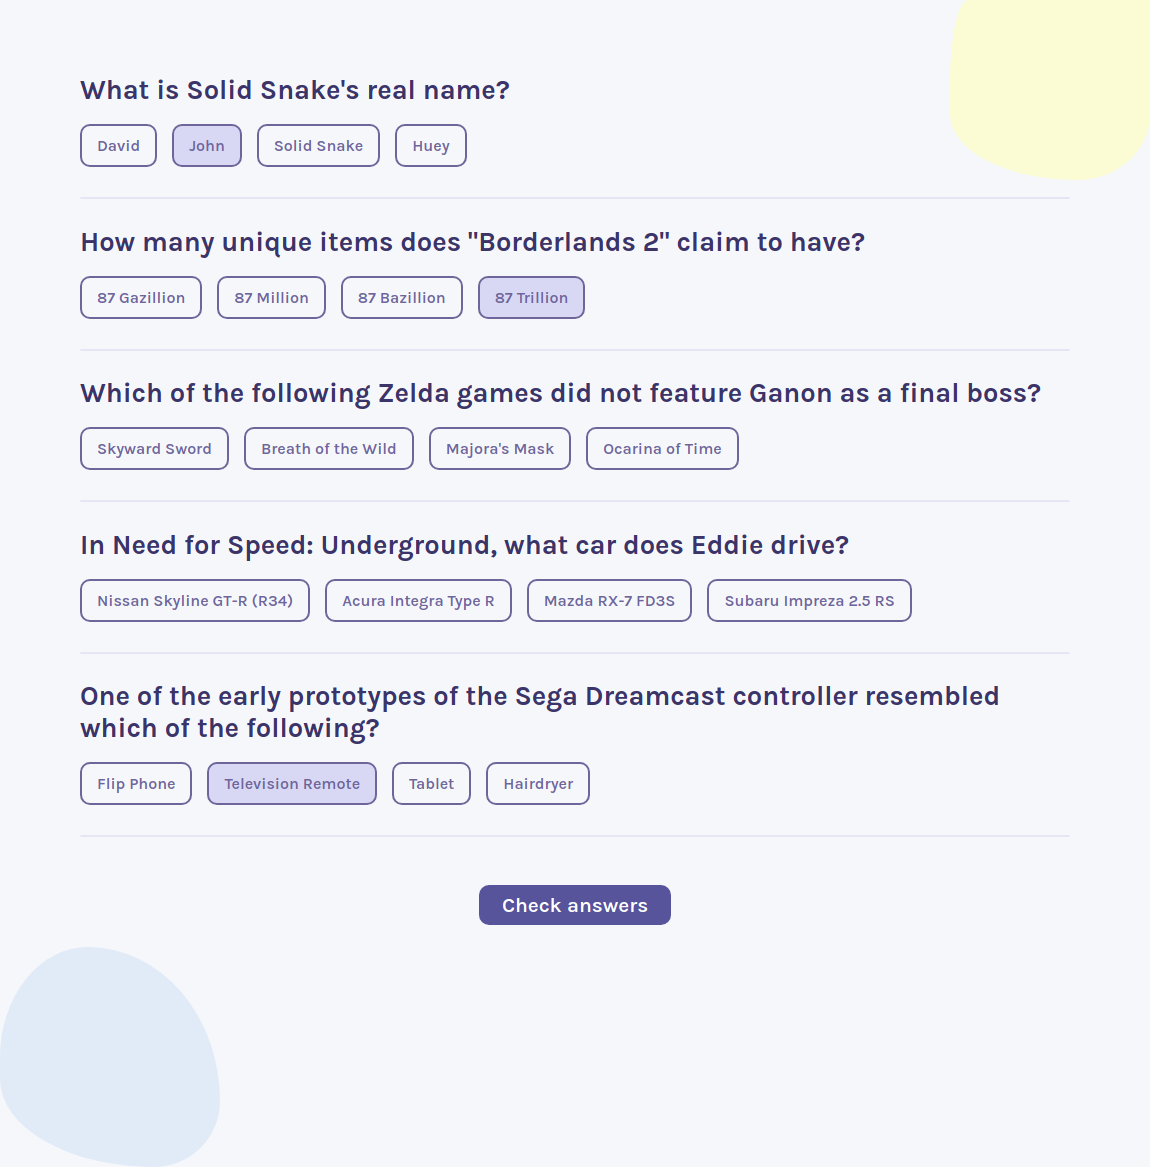 What is Solid Snake's real name?
David John Solid Snake Huey
How many unique items does "Borderlands 2" claim to have?
87 Gazillion 87 Million 87 Bazillion 87 Trillion
Which of the following Zelda games did not feature Ganon as a final boss?
Skyward Sword Breath of the Wild Majora's Mask Ocarina of Time
In Need for Speed: Underground, what car does Eddie drive?
Nissan Skyline GT-R (R34) Acura Integra Type R Mazda RX-7 FD3S Subaru Impreza 2.5 RS
One of the early prototypes of the Sega Dreamcast controller resembled
which of the following?
Flip Phone Television Remote Tablet Hairdryer
Check answers